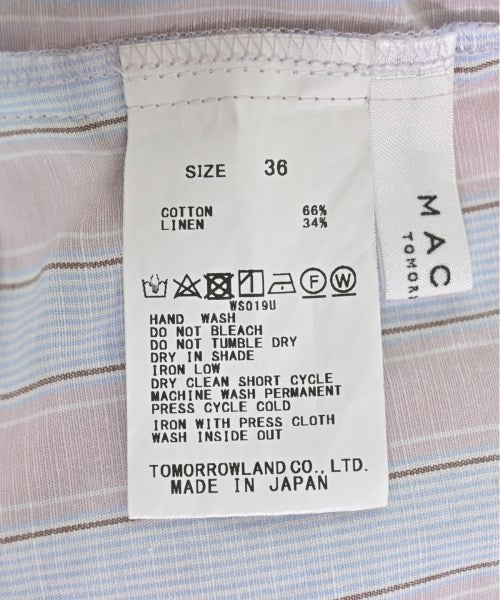 SIZE 36
COTTON 66%
LINEN 34%
F W
WS019U
HAND WASH
DO NOT BLEACH
DO NOT TUMBLE DRY
DRY IN SHADE
IRON LOW
DRY CLEAN SHORT CYCLE
MACHINE WASH PERMANENT
PRESS CYCLE COLD
IRON WITH PRESS CLOTH
WASH INSIDE OUT
TOMORROWLAND CO., LTD.
MADE IN JAPAN
MAC
TOMOR